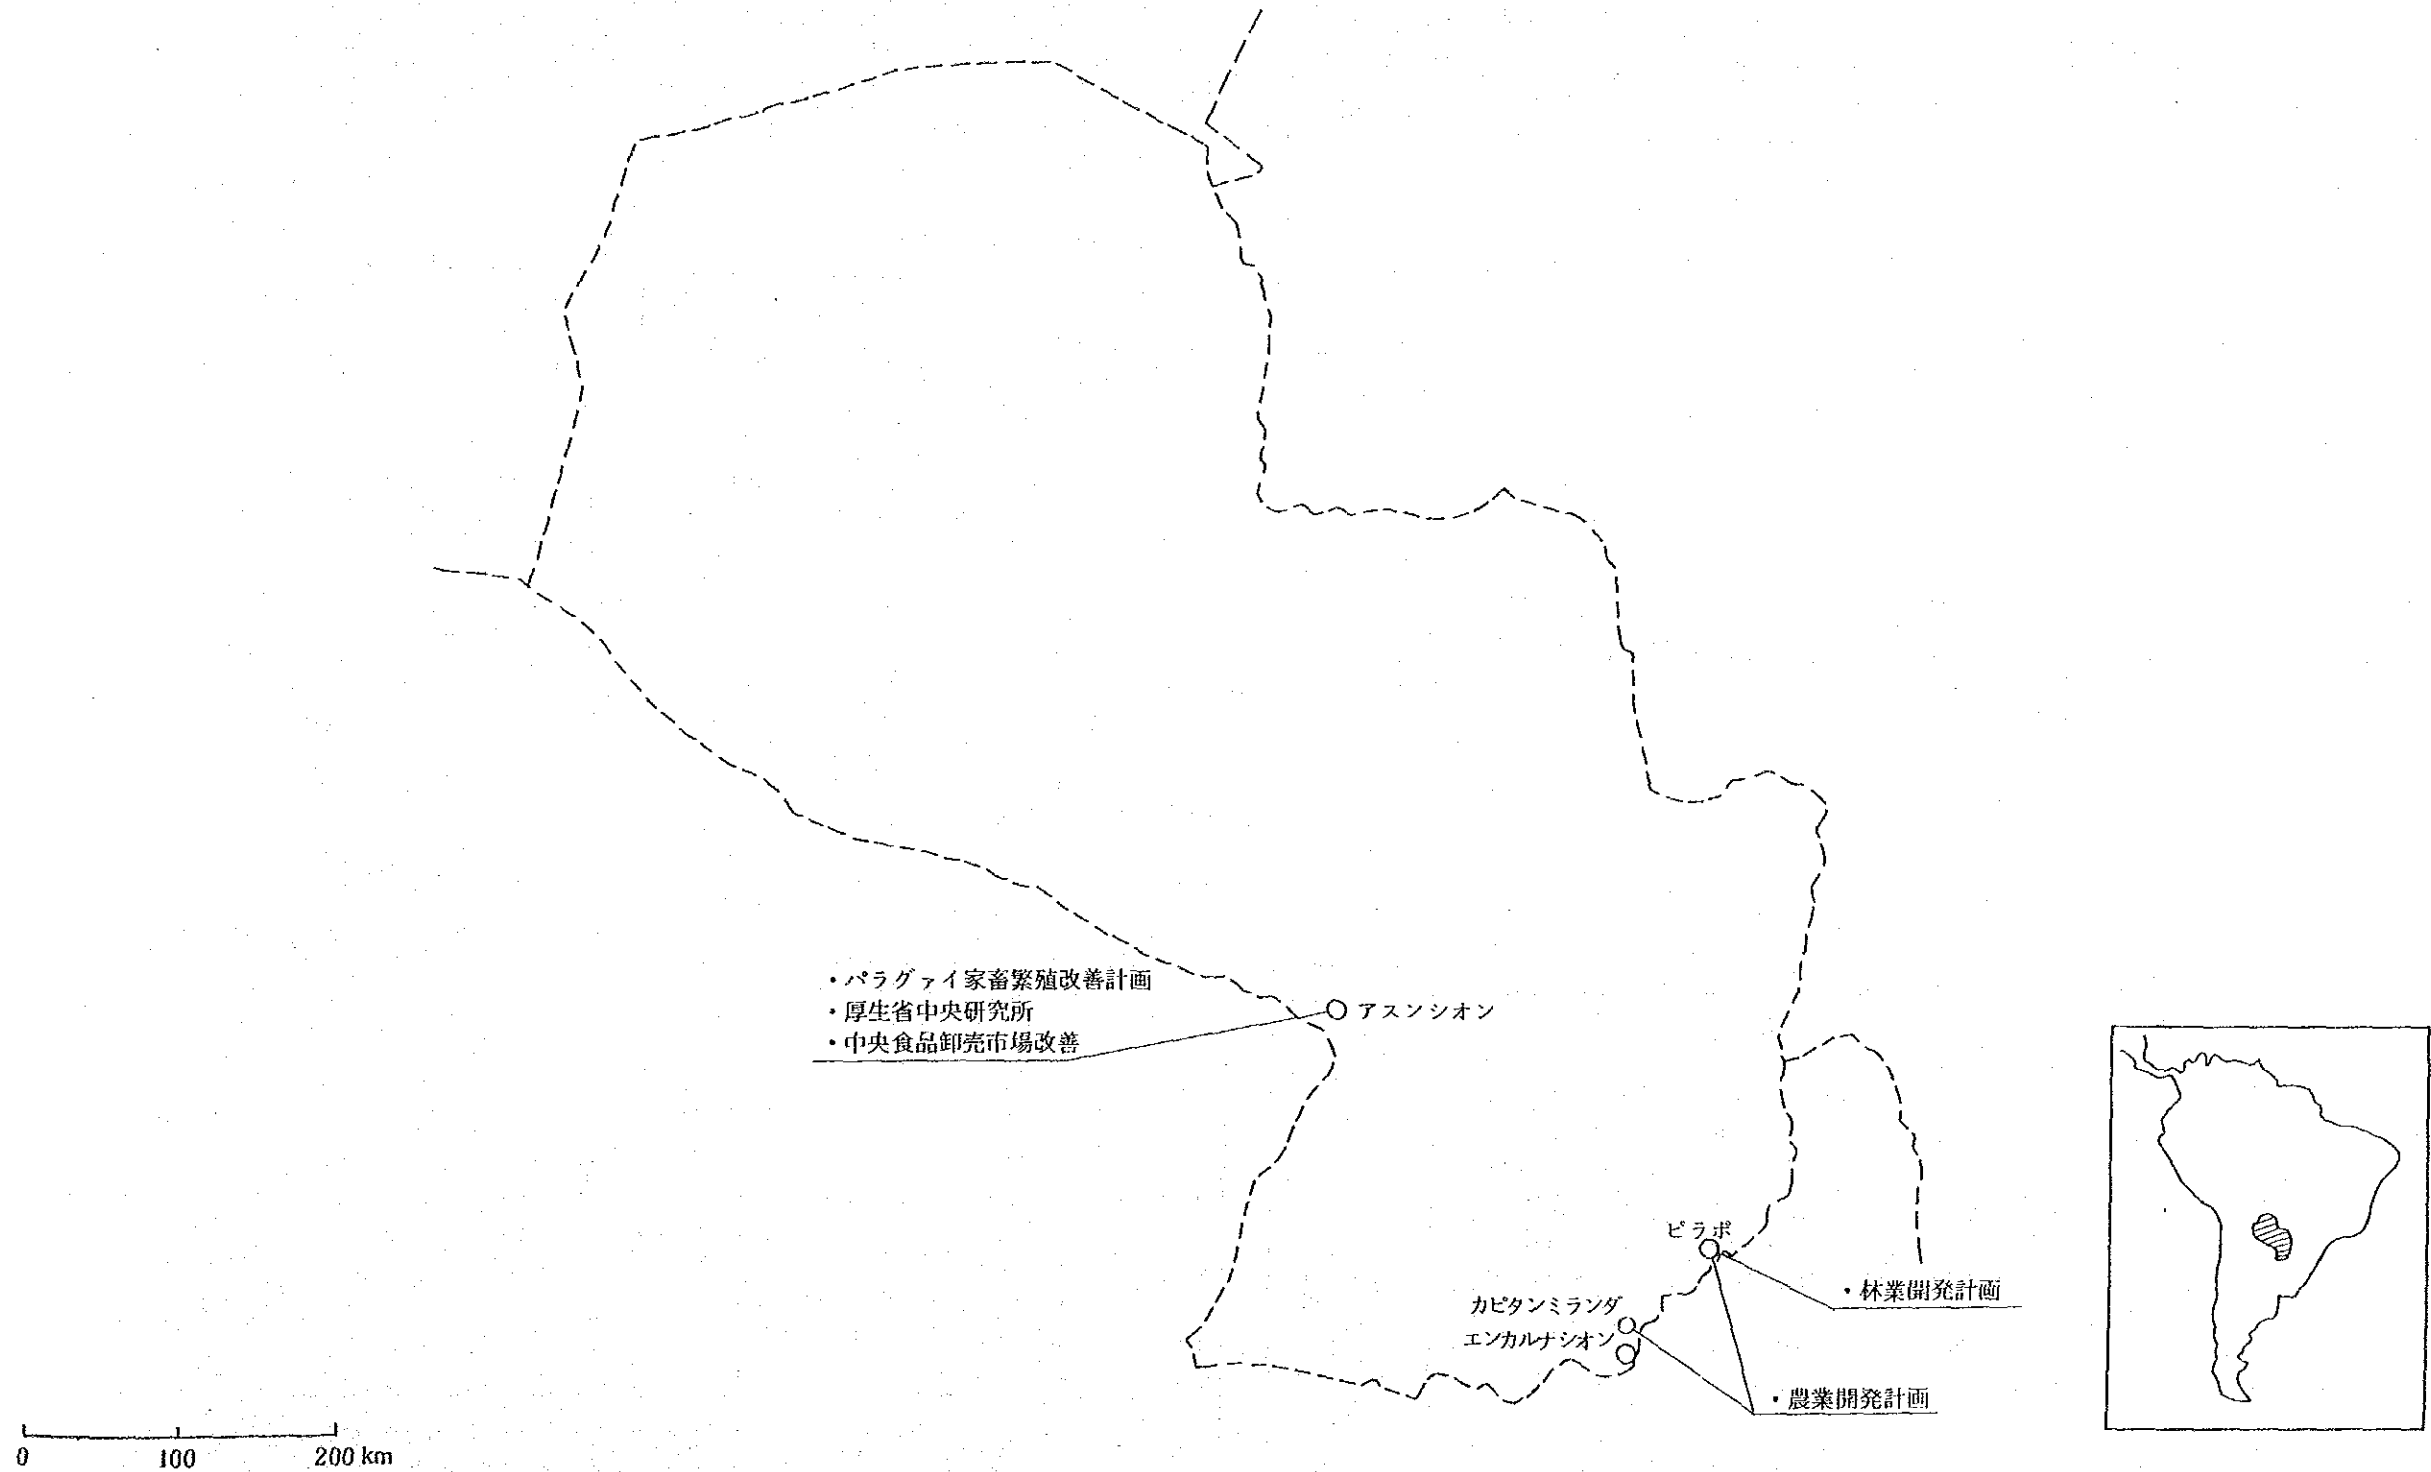 ・パラグァイ家畜繁殖改善計画
・厚生省中央研究所
・中央食品卸売市場改善
アスンシオン
ピラポ
・林業開発計画
カピタンミランダ
エンカルナシオン
・農業開発計画
0 100 200 km